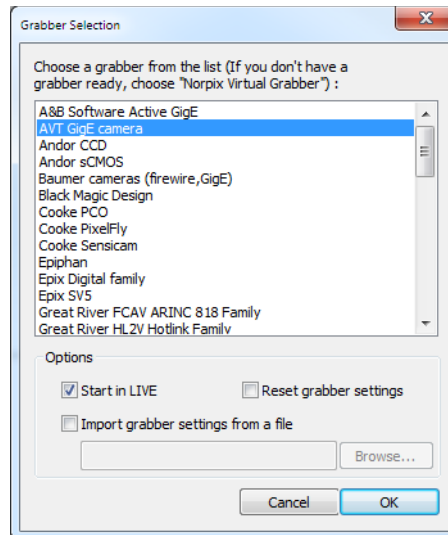 Grabber Selection
Choose a grabber from the list (If you don't have a
grabber ready, choose "Norpix Virtual Grabber") :
A&B Software Active GigE
AVT GigE camera
Andor CCD
Andor sCMOS
Baumer cameras (firewire,GigE)
Black Magic Design
Cooke PCO
Cooke PixelFly
Cooke Sensicam
Epiphan
Epix Digital family
Epix SV5
Great River FCAV ARINC 818 Family
Great River HL2V Hotlink Family
Options
Start in LIVE
Reset grabber settings
Import grabber settings from a file
Browse...
Cancel
OK